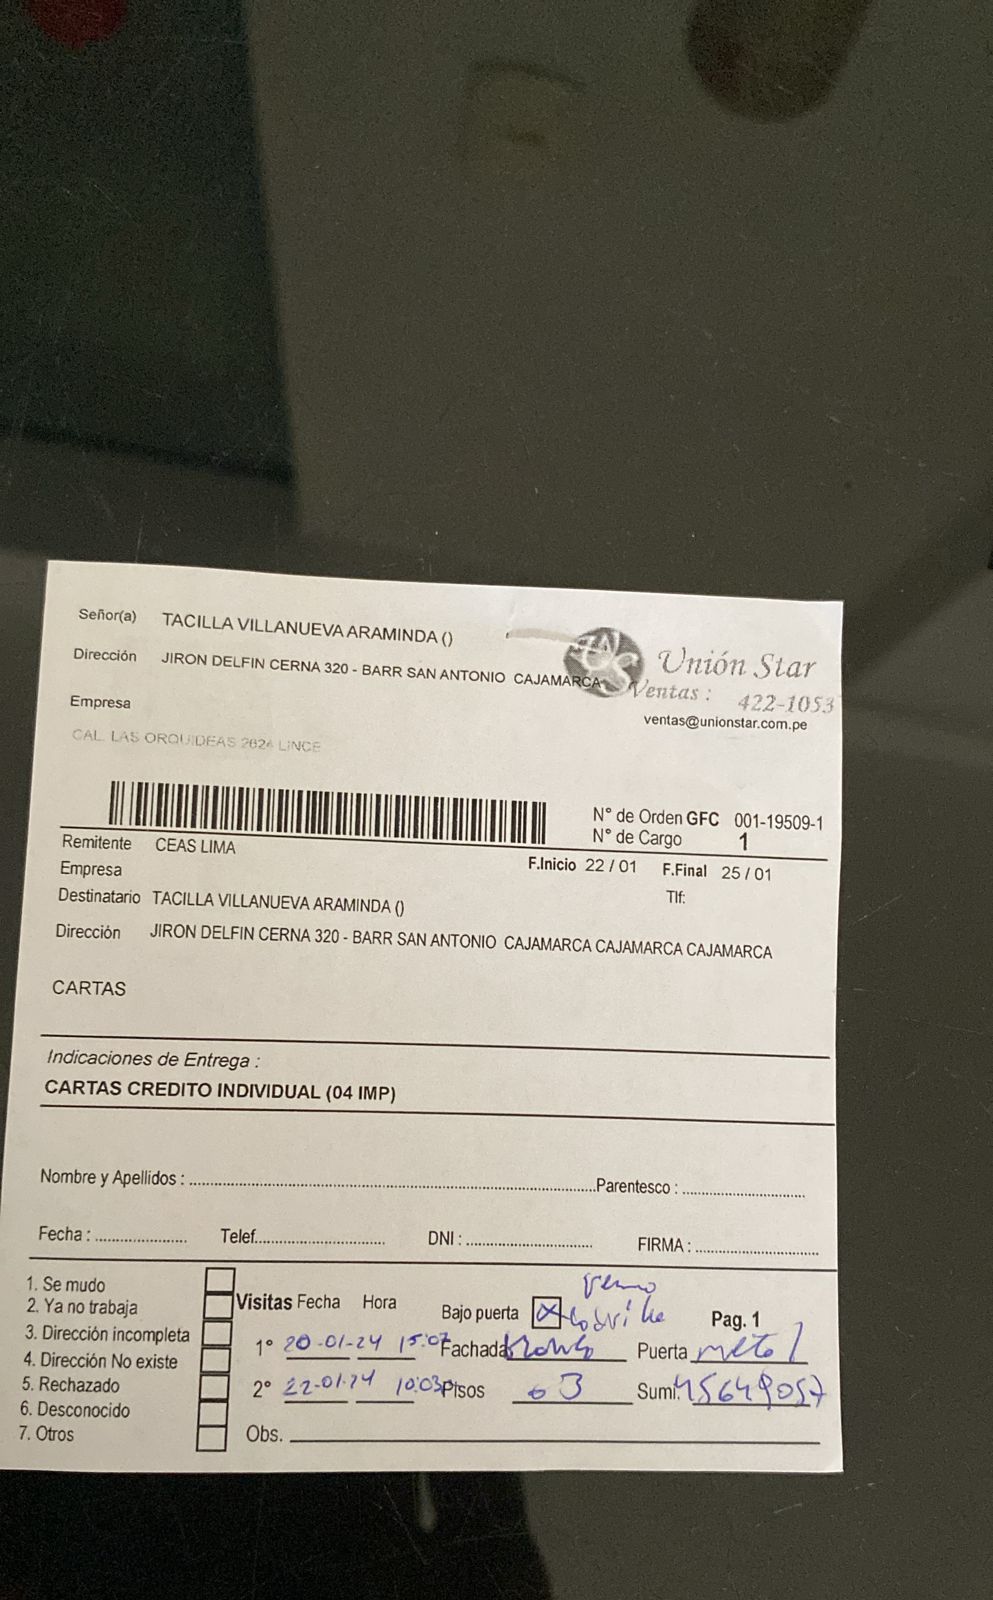 Señor(a) TACILLA VILLANUEVA ARAMINDA ()
Dirección JIRON DELFIN CERNA 320 - BARR SAN ANTONIO CAJAMARCA
Unión Star
Ventas : 422-1053
ventas@unionstar.com.pe
Empresa
CAL. LAS ORQUIDEAS 2624 LINCE
N° de Orden GFC 001-19509-1
N° de Cargo 1
Remitente CEAS LIMA
F.Inicio 22 / 01 F.Final 25 / 01
Empresa
Tlf:
Destinatario TACILLA VILLANUEVA ARAMINDA ()
Dirección JIRON DELFIN CERNA 320 - BARR SAN ANTONIO CAJAMARCA CAJAMARCA CAJAMARCA
CARTAS
Indicaciones de Entrega :
CARTAS CREDITO INDIVIDUAL (04 IMP)
Nombre y Apellidos : Parentesco :
Fecha : Telef. DNI : FIRMA :
1. Se mudo
2. Ya no trabaja
3. Dirección incompleta
4. Dirección No existe
5. Rechazado
6. Desconocido
7. Otros
Visitas Fecha Hora Bajo puerta X Pag. 1
1° 20-01-24 15:07 Fachada Puerta metal
2° 22-01-24 10:03 Pisos 03 Sumi. 45649057
Obs.